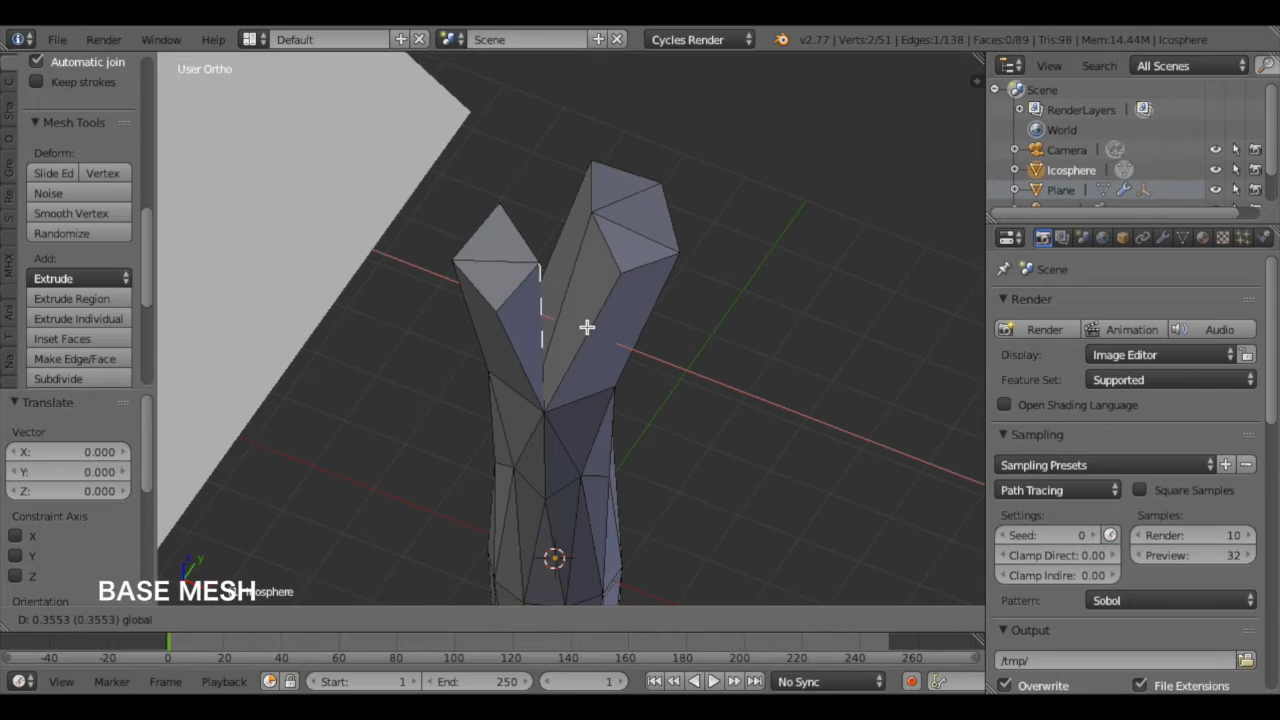 File Render Window Help Default Scene Cycles Render v2.77 | Verts:2/51 | Edges:1/138 | Faces:0/89 | Tris:98 | Mem:14.44M | Icosphere
Automatic join
Keep strokes
Mesh Tools
Deform:
Slide Ed Vertex
Noise
Smooth Vertex
Randomize
Add:
Extrude
Extrude Region
Extrude Individual
Inset Faces
Make Edge/Face
Subdivide
Translate
Vector
X: 0.000
Y: 0.000
Z: 0.000
Constraint Axis
X
Y
Z
Orientation
C
Sha
O
Gre
Re
S
MHX
Ani
T
Na
User Ortho
z y
BASE MESH
D: 0.3553 (0.3553) global
View Search All Scenes
Scene
RenderLayers
World
Camera
Icosphere
Plane
Scene
Render
Render Animation Audio
Display: Image Editor
Feature Set: Supported
Open Shading Language
Sampling
Sampling Presets
Path Tracing Square Samples
Settings: Samples:
Seed: 0 Render: 10
Clamp Direct: 0.00 Preview: 32
Clamp Indire: 0.00
Pattern: Sobol
Output
/tmp/
Overwrite File Extensions
-40 -20 0 20 40 60 80 100 120 140 160 180 200 220 240 260
View Marker Frame Playback Start: 1 End: 250 1 No Sync